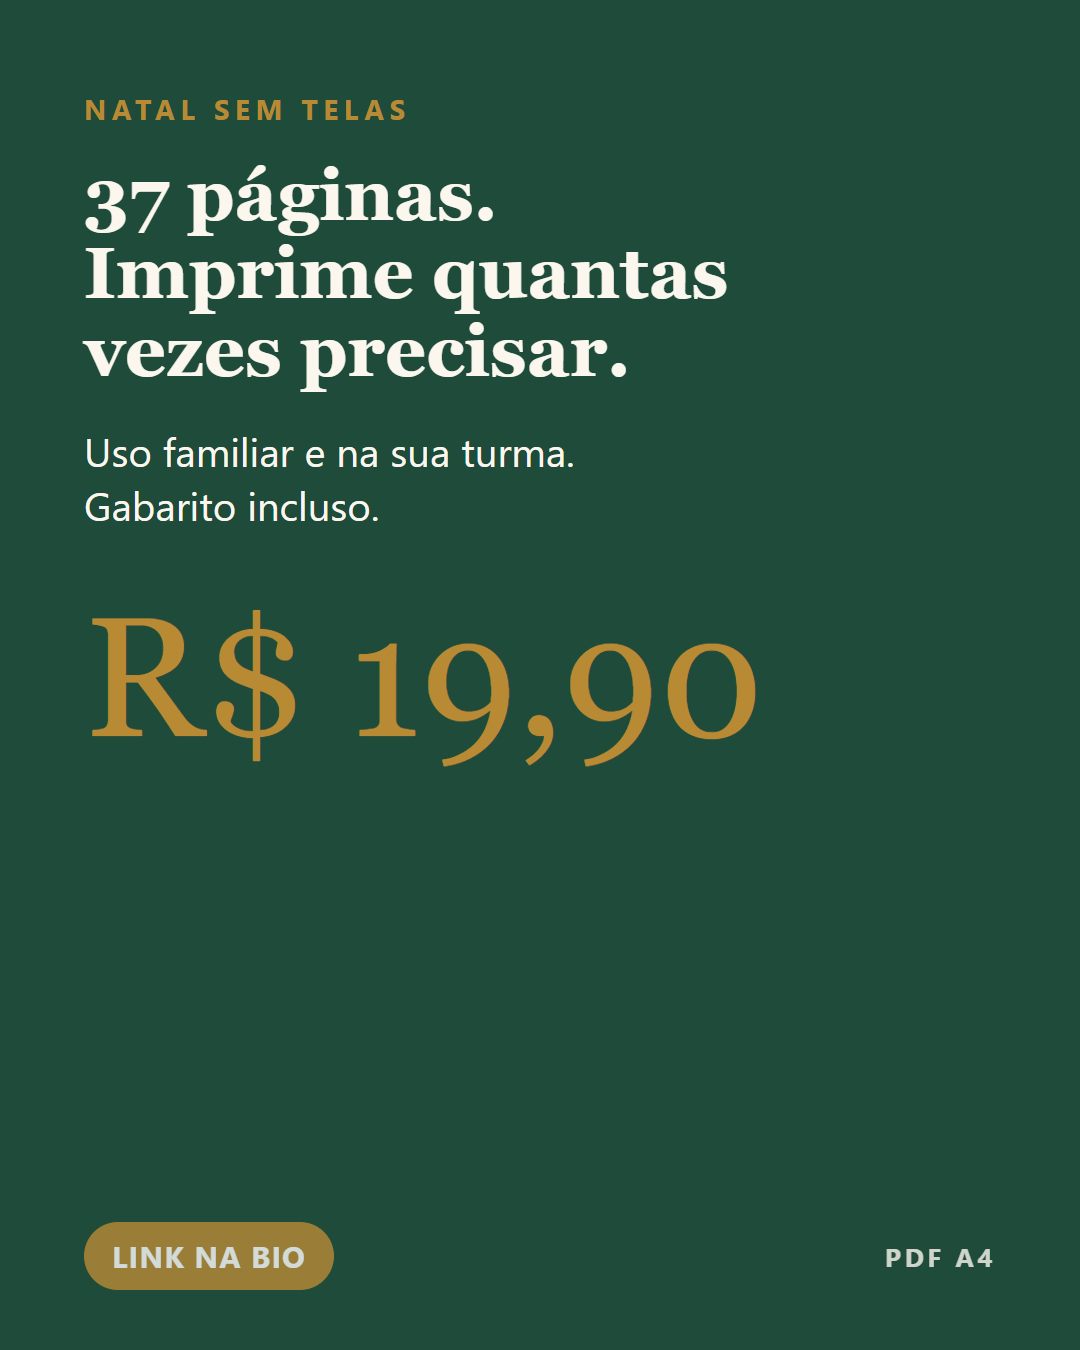 NATAL SEM TELAS
37 páginas.
Imprime quantas
vezes precisar.
Uso familiar e na sua turma.
Gabarito incluso.
R$ 19,90
LINK NA BIO
PDF A4